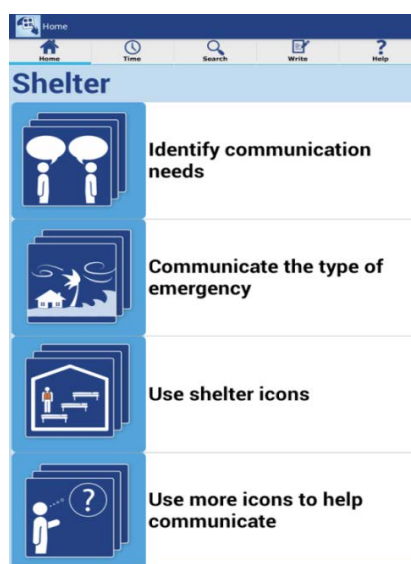 Home
Home Time Search Write Help
Shelter
Identify communication
needs
Communicate the type of
emergency
Use shelter icons
?
Use more icons to help
communicate